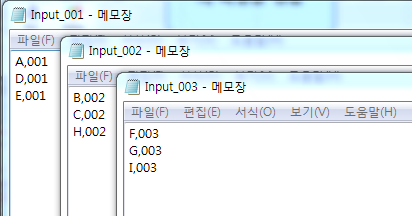 Input_001 - 메모장
파일(F)
A,001
D,001
E,001
Input_002 - 메모장
파일(F)
B,002
C,002
H,002
Input_003 - 메모장
파일(F) 편집(E) 서식(O) 보기(V) 도움말(H)
F,003
G,003
I,003